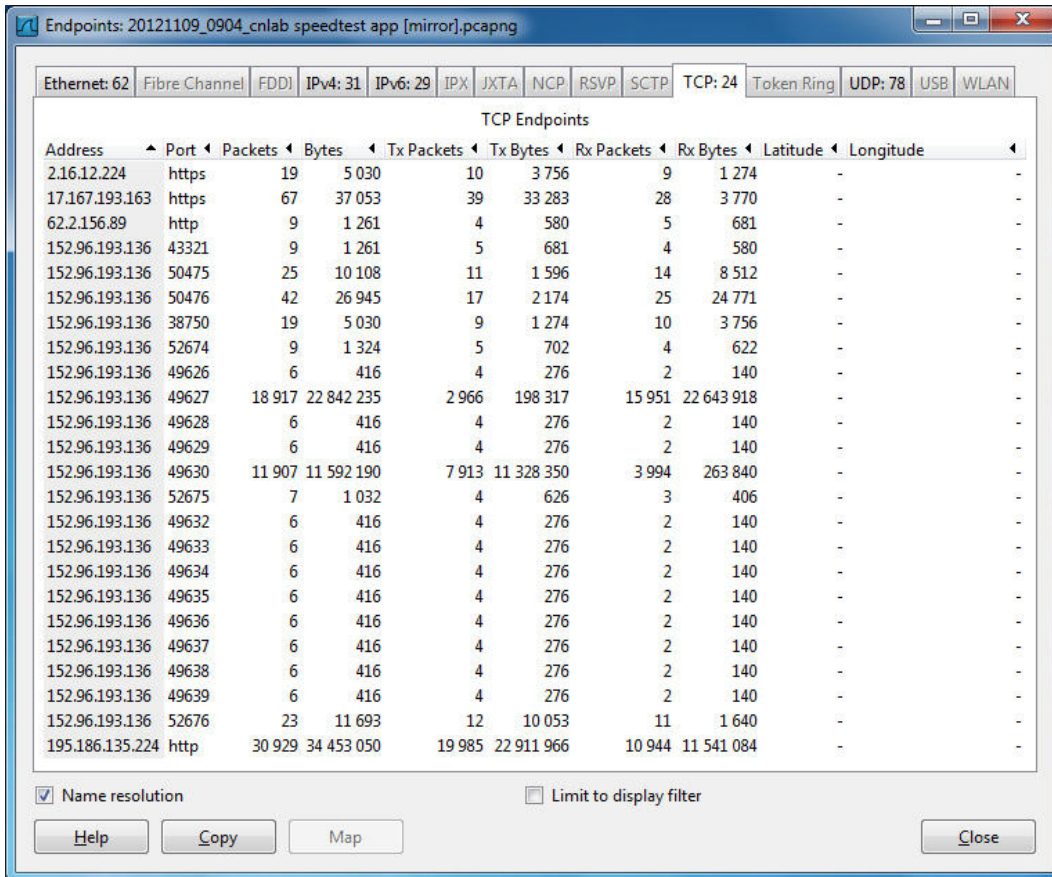 Endpoints: 20121109_0904_cnlab speedtest app [mirror].pcapng
Ethernet: 62 Fibre Channel FDDI IPv4: 31 IPv6: 29 IPX JXTA NCP RSVP SCTP TCP: 24 Token Ring UDP: 78 USB WLAN
TCP Endpoints
Address Port Packets Bytes Tx Packets Tx Bytes Rx Packets Rx Bytes Latitude Longitude
2.16.12.224 https 19 5 030 10 3 756 9 1 274 - -
17.167.193.163 https 67 37 053 39 33 283 28 3 770 - -
62.2.156.89 http 9 1 261 4 580 5 681 - -
152.96.193.136 43321 9 1 261 5 681 4 580 - -
152.96.193.136 50475 25 10 108 11 1 596 14 8 512 - -
152.96.193.136 50476 42 26 945 17 2 174 25 24 771 - -
152.96.193.136 38750 19 5 030 9 1 274 10 3 756 - -
152.96.193.136 52674 9 1 324 5 702 4 622 - -
152.96.193.136 49626 6 416 4 276 2 140 - -
152.96.193.136 49627 18 917 22 842 235 2 966 198 317 15 951 22 643 918 - -
152.96.193.136 49628 6 416 4 276 2 140 - -
152.96.193.136 49629 6 416 4 276 2 140 - -
152.96.193.136 49630 11 907 11 592 190 7 913 11 328 350 3 994 263 840 - -
152.96.193.136 52675 7 1 032 4 626 3 406 - -
152.96.193.136 49632 6 416 4 276 2 140 - -
152.96.193.136 49633 6 416 4 276 2 140 - -
152.96.193.136 49634 6 416 4 276 2 140 - -
152.96.193.136 49635 6 416 4 276 2 140 - -
152.96.193.136 49636 6 416 4 276 2 140 - -
152.96.193.136 49637 6 416 4 276 2 140 - -
152.96.193.136 49638 6 416 4 276 2 140 - -
152.96.193.136 49639 6 416 4 276 2 140 - -
152.96.193.136 52676 23 11 693 12 10 053 11 1 640 - -
195.186.135.224 http 30 929 34 453 050 19 985 22 911 966 10 944 11 541 084 - -
Name resolution Limit to display filter
Help Copy Map Close